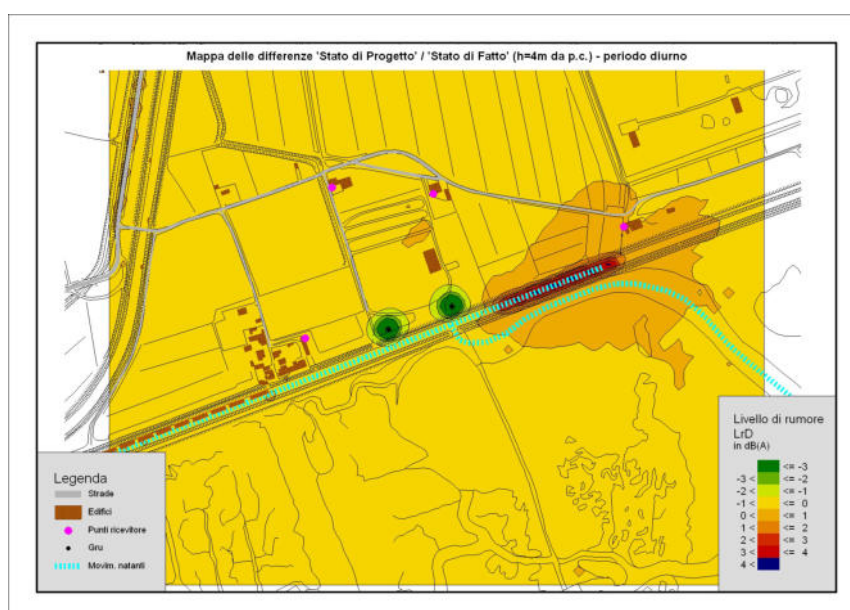 Mappa delle differenze 'Stato di Progetto' / 'Stato di Fatto' (h=4m da p.c.) - periodo diurno
Legenda
Strade
Edifici
Punti ricevitore
Gru
Movim. natanti
Livello di rumore
LrD
in dB(A)
<= -3
-3 < <= -2
-2 < <= -1
-1 < <= 0
0 < <= 1
1 < <= 2
2 < <= 3
3 < <= 4
4 <